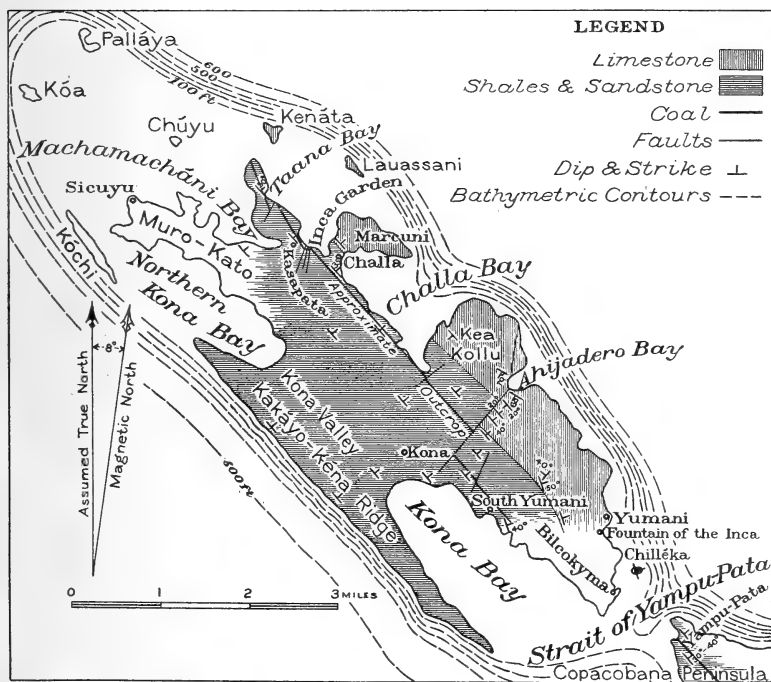 LEGEND
Limestone
Shales & Sandstone
Coal
Faults
Dip & Strike
Bathymetric Contours
Palláya
Kóa
600
500
100 ft
Chúyu
Kenáta
Taana Bay
Lauassani
Machamacháni Bay
Inca Garden
Sicuyu
Muro-Kato
Marcuni
Challa
Kóchi
Kasapata
Northern
Kona Bay
Approximate
Outcrop
Challa Bay
Kea
Kollu
Ahijadero Bay
Assumed True North
8°
Magnetic North
Kona Valley
Kakáyo-Kena Ridge
600ft
Kona
South Yumani
40°
50°
40°
Yumani
Fountain of the Inca
Chilléka
Kona Bay
Bilcokyma
0 1 2 3 MILES
Strait of Yampu-Pata
Yampu-Pata
Copacobana Peninsula